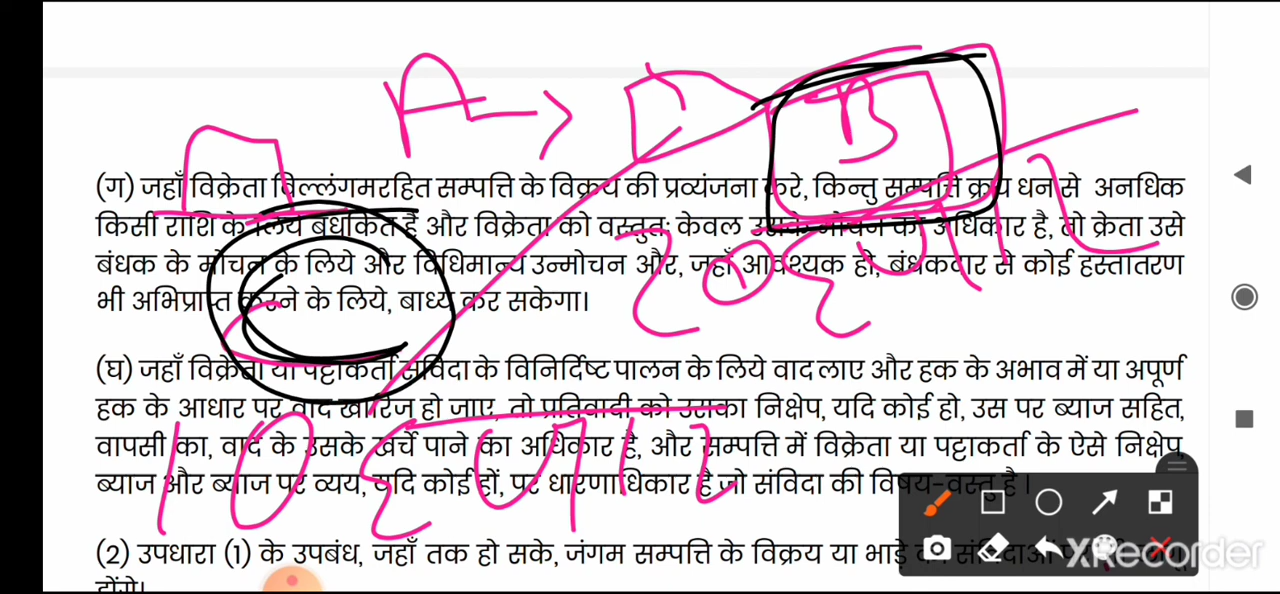 A → D B
(ग) जहाँ विक्रेता विल्लंगमरहित सम्पत्ति के विक्रय की प्रव्यंजना करे, किन्तु सम्पत्ति क्रय धन से अनधिक
किसी राशि के लिये बंधकित है और विक्रेता को वस्तुतः केवल उसके मोचन का अधिकार है, तो क्रेता उसे
बंधक के मोचन के लिये और विधिमान्य उन्मोचन और, जहाँ आवश्यक हो, बंधकदार से कोई हस्तांतरण
भी अभिप्राप्त करने के लिये, बाध्य कर सकेगा।
(घ) जहाँ विक्रेता या पट्टाकर्ता संविदा के विनिर्दिष्ट पालन के लिये वाद लाए और हक के अभाव में या अपूर्ण
हक के आधार पर वाद खारिज हो जाए, तो प्रतिवादी को उसका निक्षेप, यदि कोई हो, उस पर ब्याज सहित,
वापसी का, वाद के उसके खर्चे पाने का अधिकार है, और सम्पत्ति में विक्रेता या पट्टाकर्ता के ऐसे निक्षेप,
ब्याज और ब्याज पर व्यय, यदि कोई हों, पर धारणाधिकार है जो संविदा की विषय-वस्तु है ।
(2) उपधारा (1) के उपबंध, जहाँ तक हो सके, जंगम सम्पत्ति के विक्रय या भाड़े
होंगे।
XRecorder